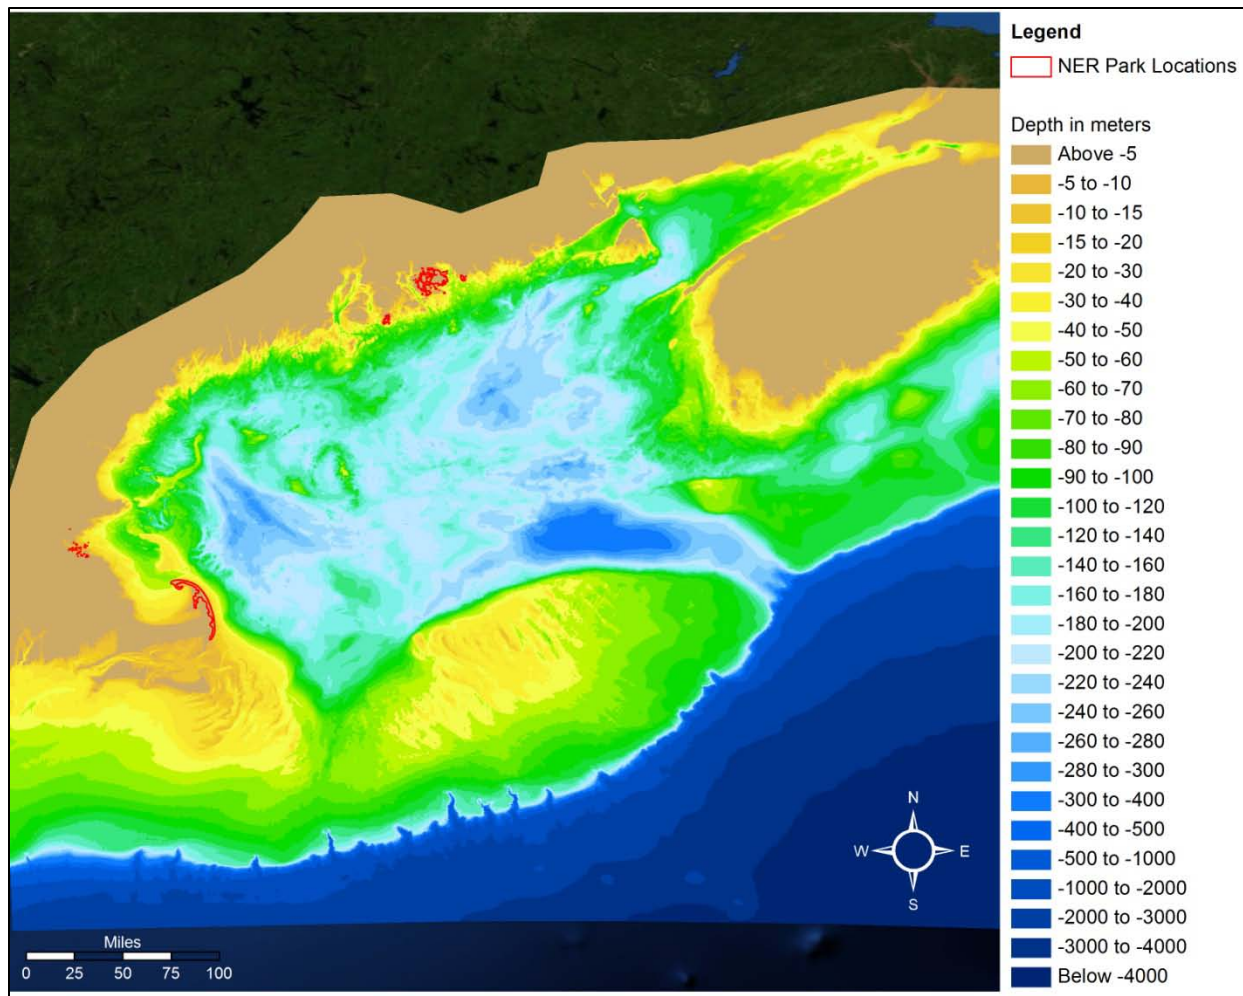 Legend
NER Park Locations
Depth in meters
Above -5
-5 to -10
-10 to -15
-15 to -20
-20 to -30
-30 to -40
-40 to -50
-50 to -60
-60 to -70
-70 to -80
-80 to -90
-90 to -100
-100 to -120
-120 to -140
-140 to -160
-160 to -180
-180 to -200
-200 to -220
-220 to -240
-240 to -260
-260 to -280
-280 to -300
-300 to -400
-400 to -500
-500 to -1000
-1000 to -2000
-2000 to -3000
-3000 to -4000
Below -4000
N
W E
S
Miles
0 25 50 75 100